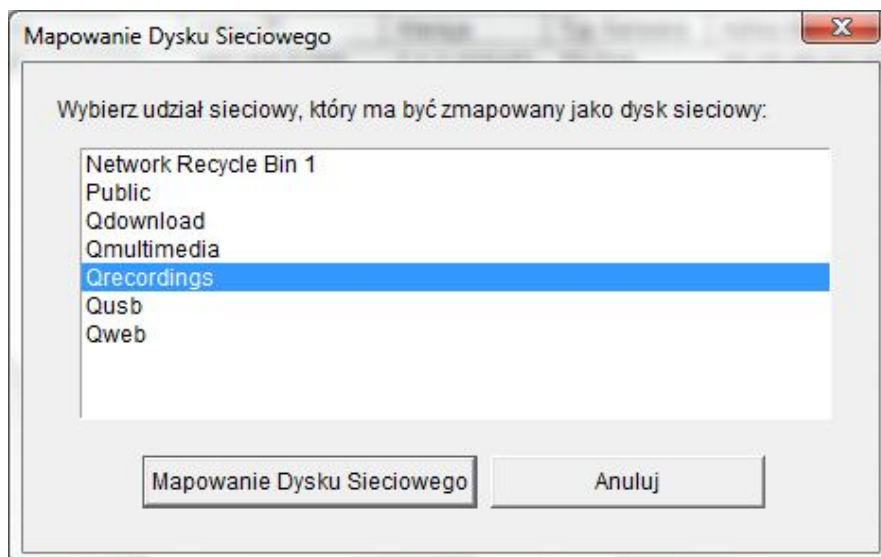 Mapowanie Dysku Sieciowego
Wybierz udział sieciowy, który ma być zmapowany jako dysk sieciowy:
Network Recycle Bin 1
Public
Qdownload
Qmultimedia
Qrecordings
Qusb
Qweb
Mapowanie Dysku Sieciowego
Anuluj